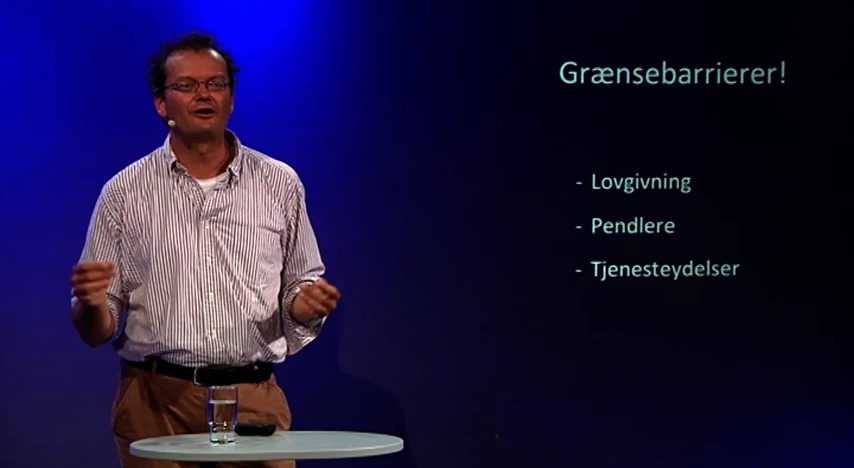 Grænsebarrierer!
- Lovgivning
- Pendlere
- Tjenesteydelser